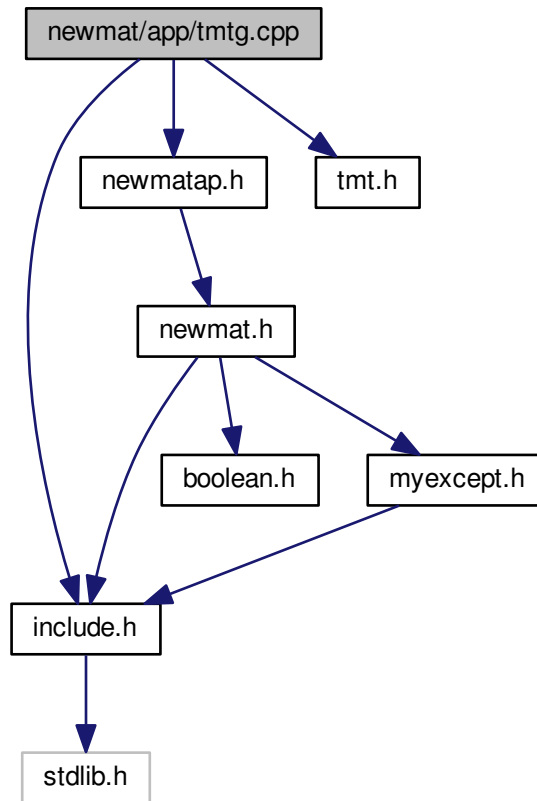 newmat/app/tmtg.cpp
newmatap.h
tmt.h
newmat.h
boolean.h
myexcept.h
include.h
stdlib.h